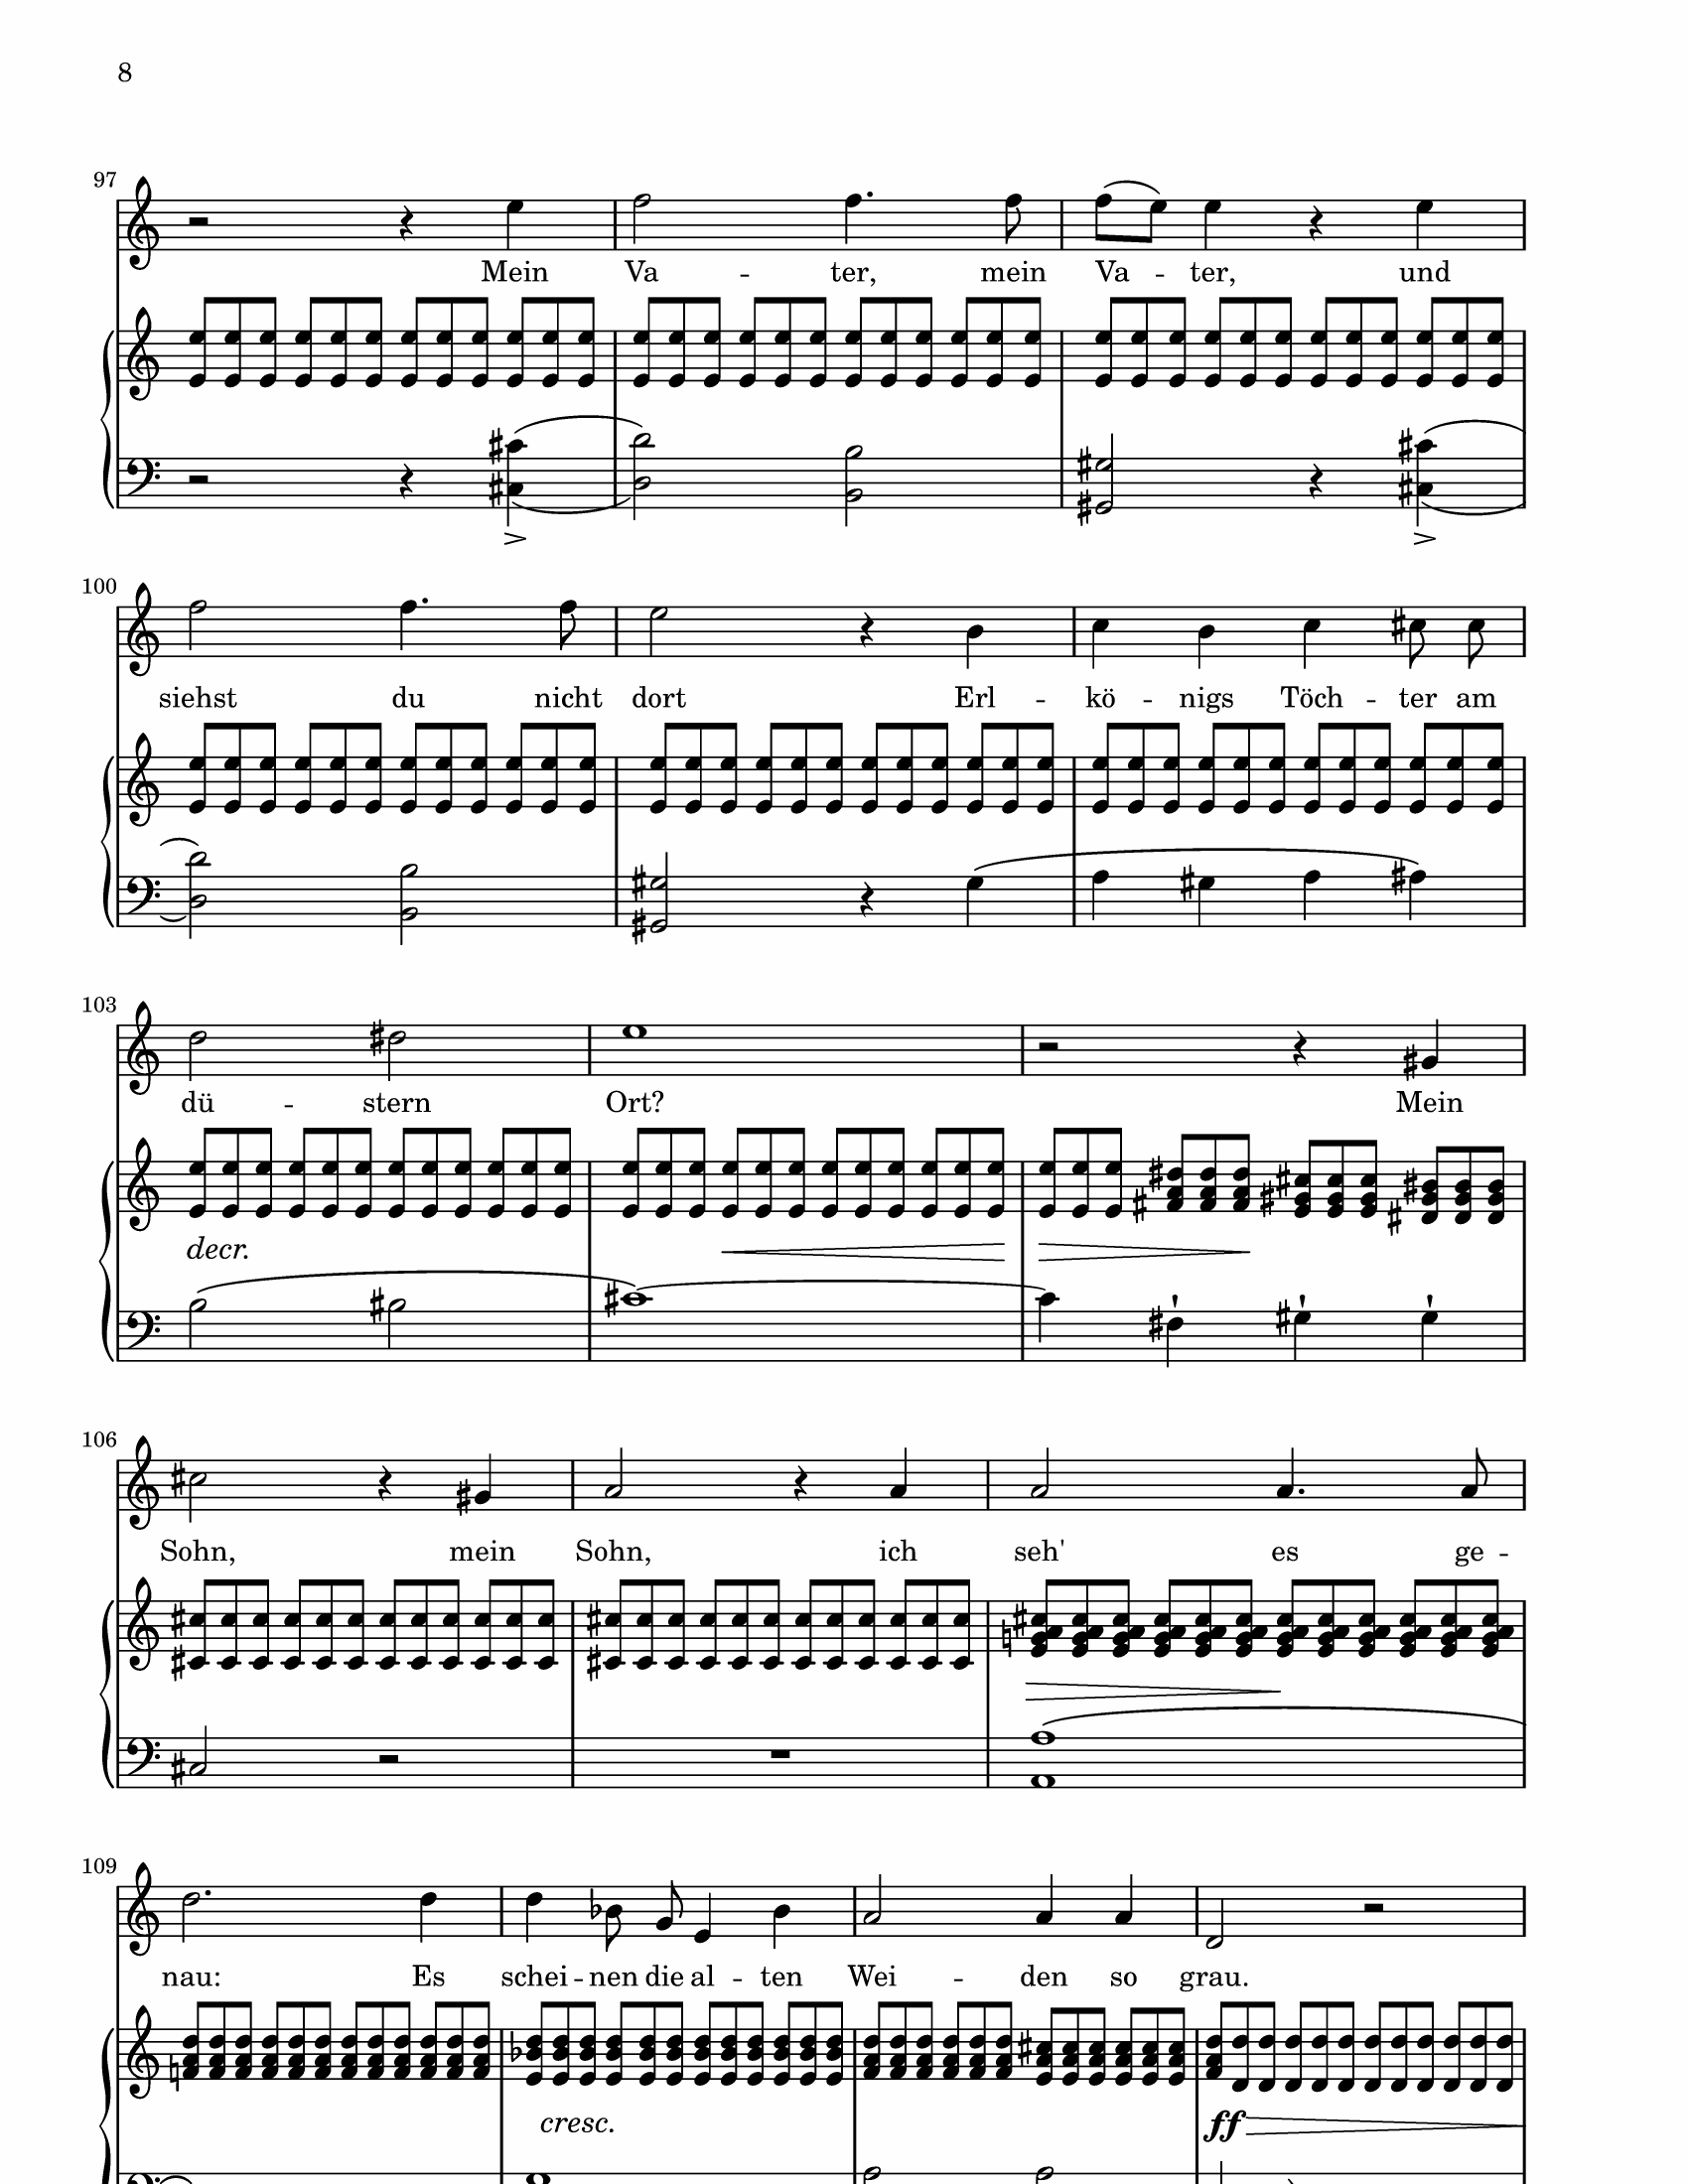 8
97
Mein Va -- ter, mein Va -- ter, und
100
siehst du nicht dort Erl -- kö -- nigs Töch -- ter am
103
dü -- stern Ort? Mein
decr.
106
Sohn, mein Sohn, ich seh' es ge --
109
nau: Es schei -- nen die al -- ten Wei -- den so grau.
cresc. ff